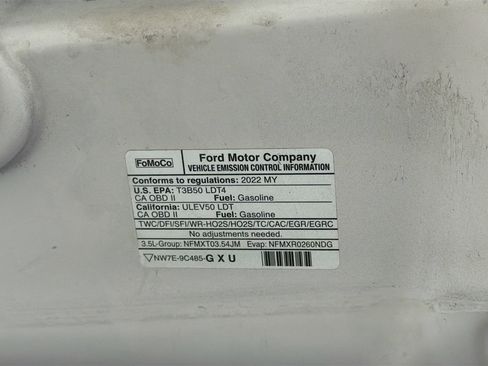 FoMoCo Ford Motor Company
VEHICLE EMISSION CONTROL INFORMATION
Conforms to regulations: 2022 MY
U.S. EPA: T3B50 LDT4
CA OBD II Fuel: Gasoline
California: ULEV50 LDT
CA OBD II Fuel: Gasoline
TWC/DFI/SFI/WR-HO2S/HO2S/TC/CAC/EGR/EGRC
No adjustments needed.
3.5L-Group: NFMXT03.54JM Evap: NFMXR0260NDG
NW7E-9C485-G X U